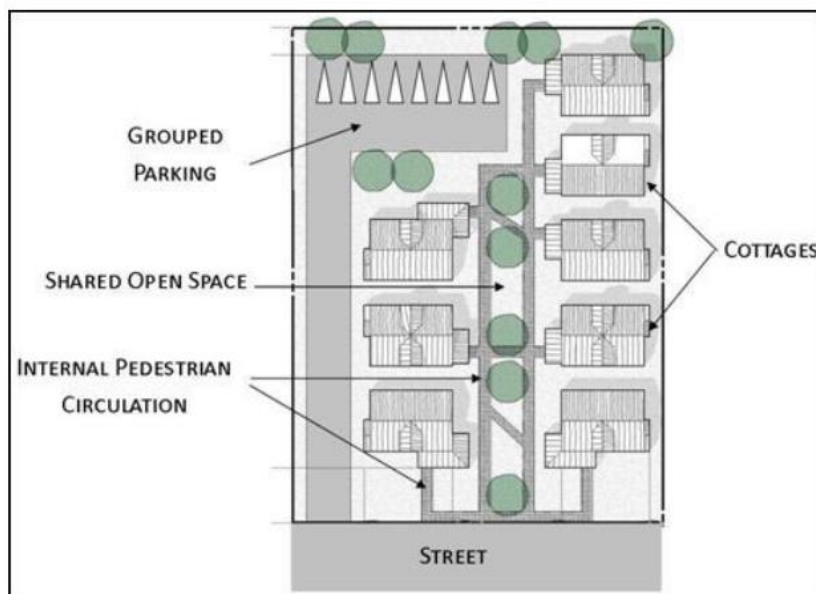 GROUPED
PARKING
COTTAGES
SHARED OPEN SPACE
INTERNAL PEDESTRIAN
CIRCULATION
STREET